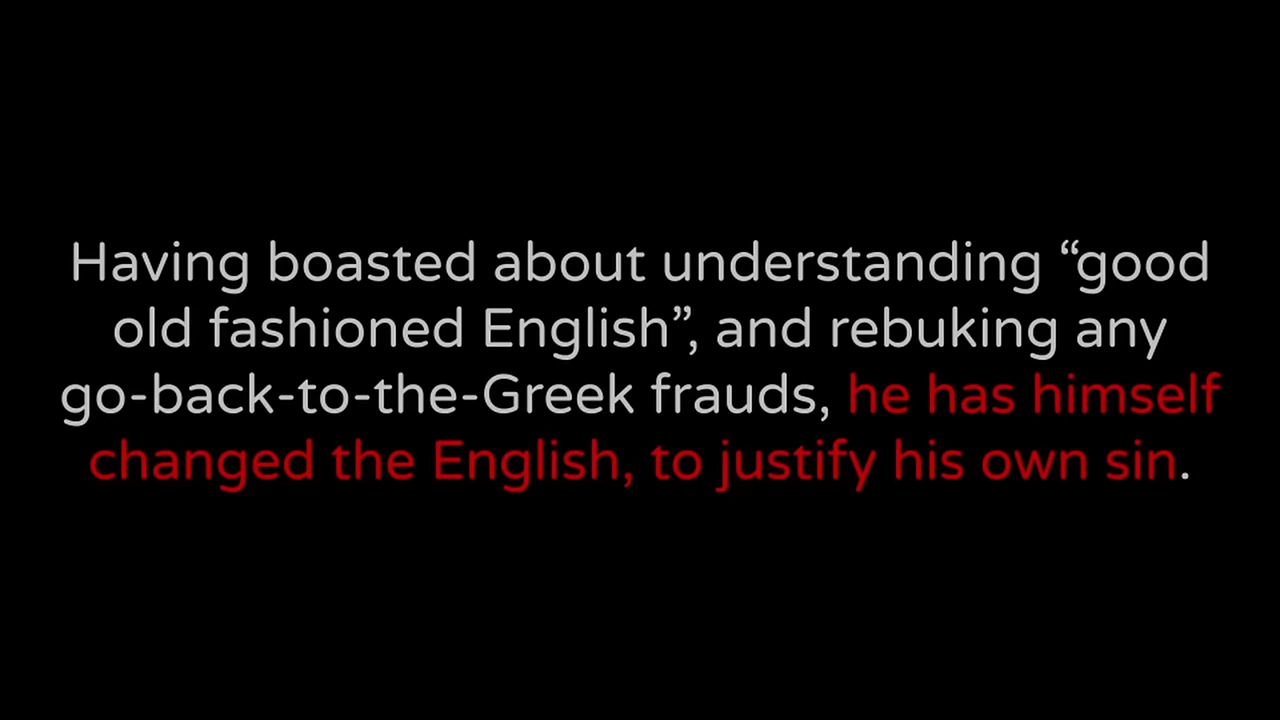 Having boasted about understanding “good
old fashioned English”, and rebuking any
go-back-to-the-Greek frauds, he has himself
changed the English, to justify his own sin.